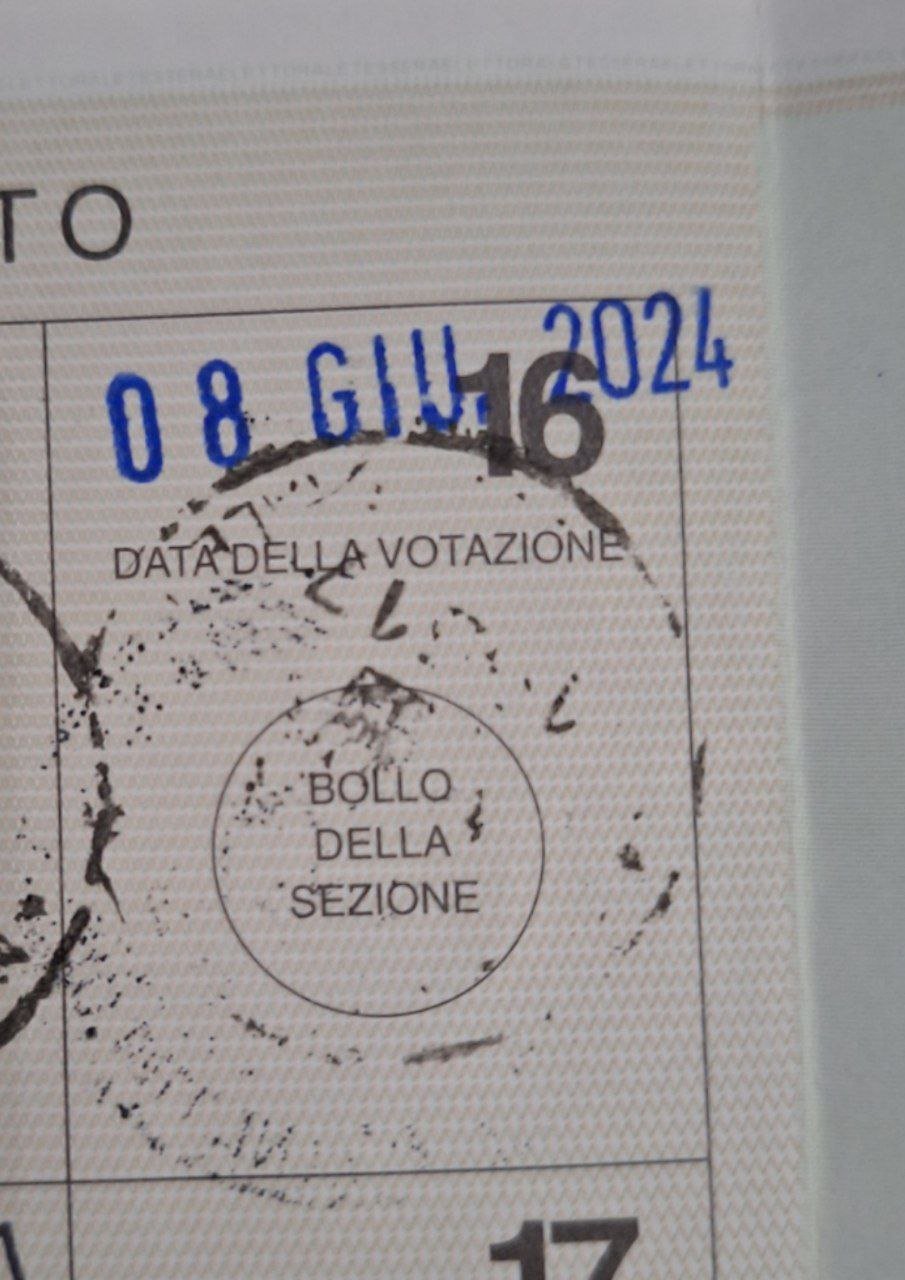 TO
08 GIU. 2024
16
DATA DELLA VOTAZIONE
BOLLO
DELLA
SEZIONE
17